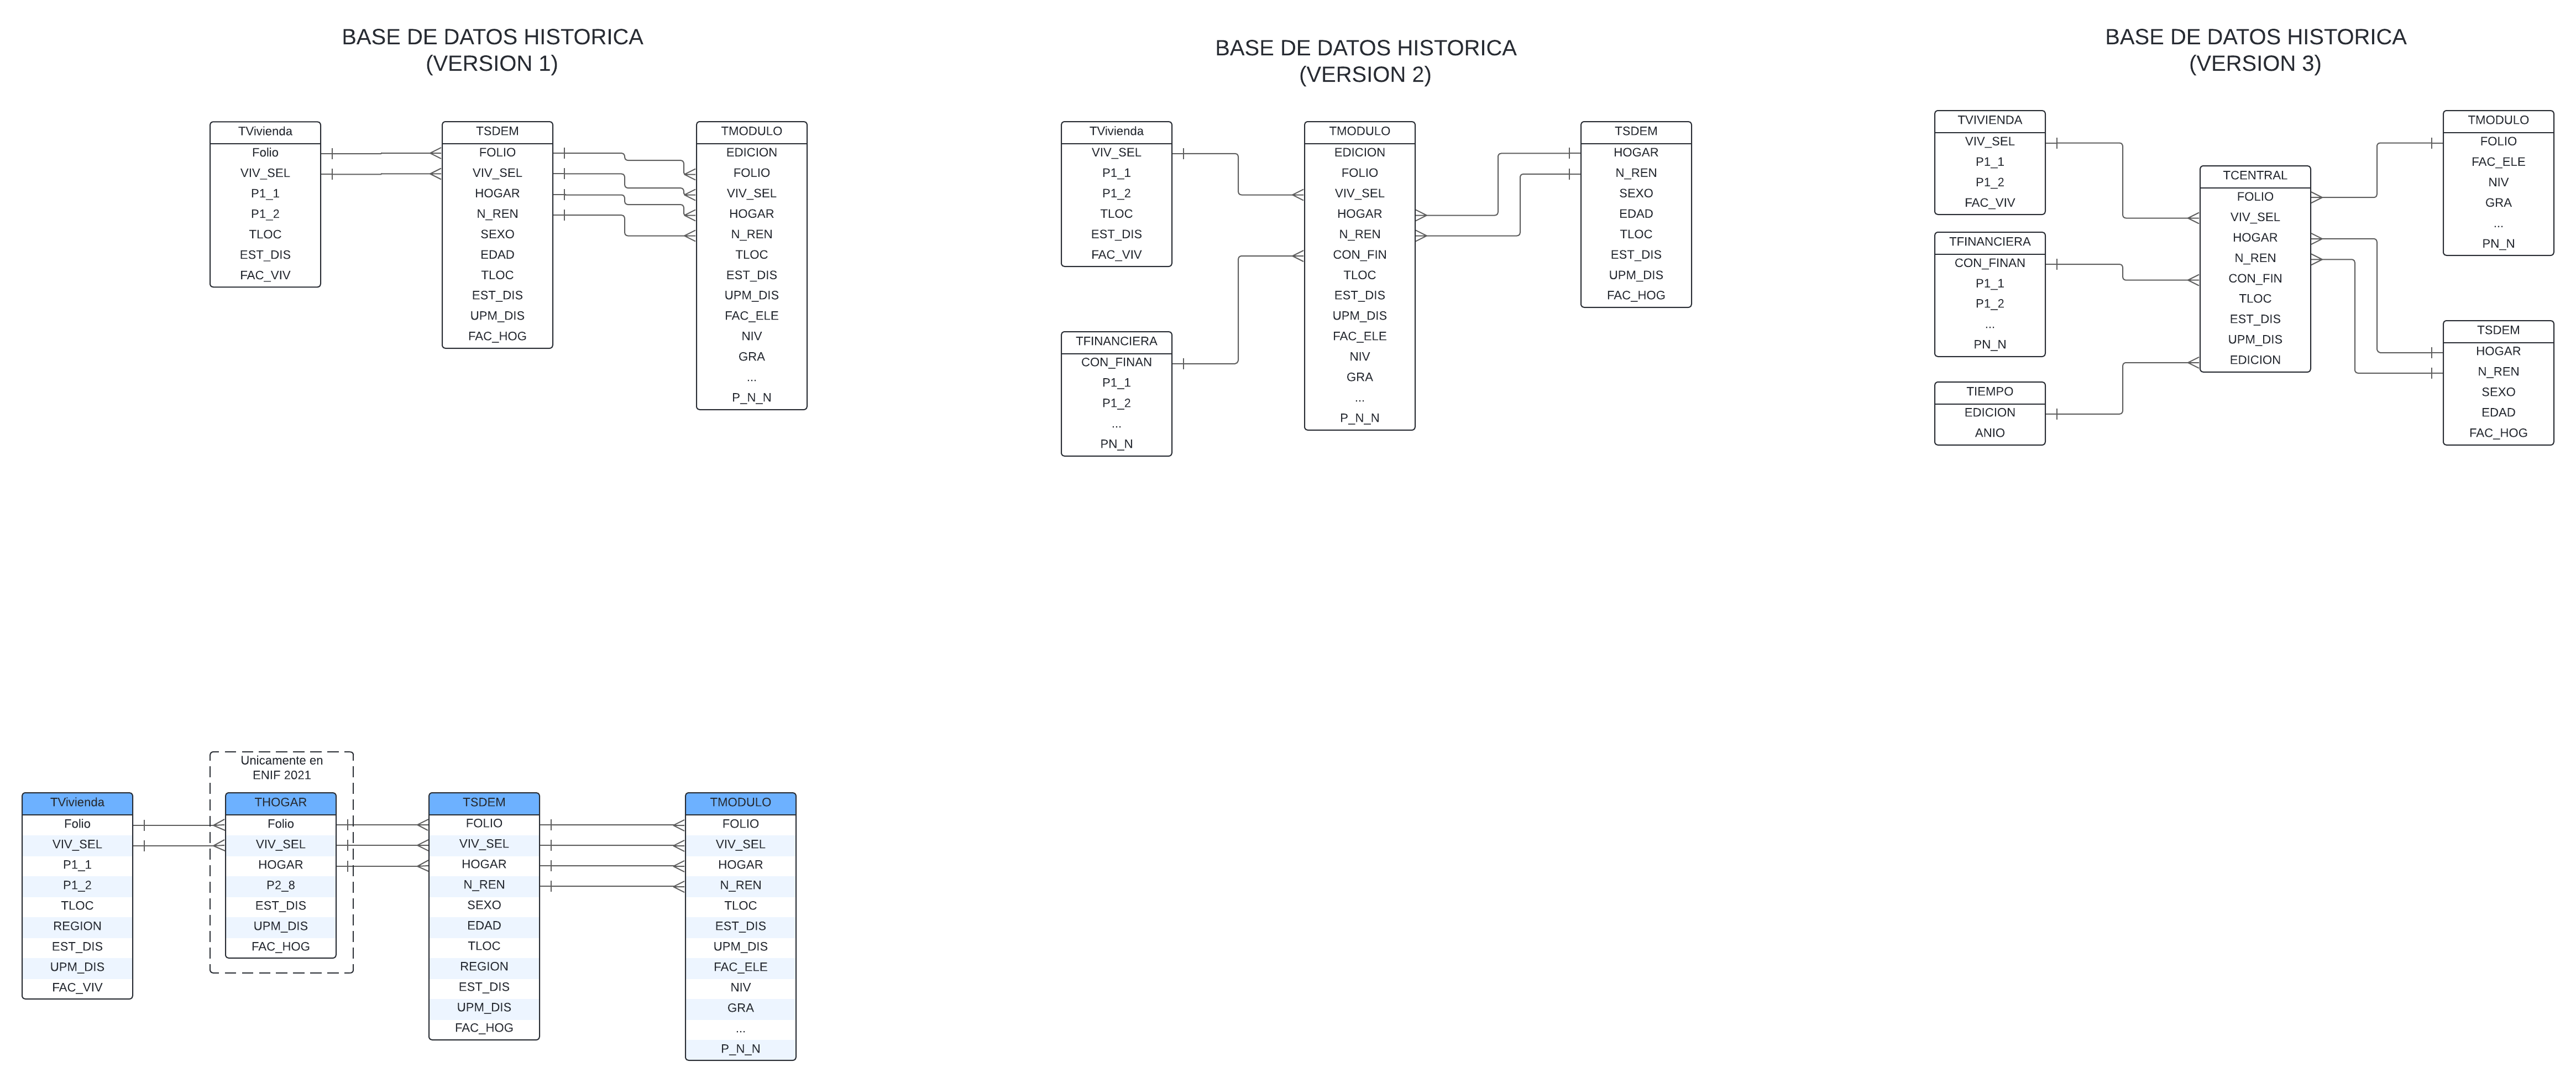 BASE DE DATOS HISTORICA
(VERSION 1)
TVivienda
Folio
VIV_SEL
P1_1
P1_2
TLOC
EST_DIS
FAC_VIV
TSDEM
FOLIO
VIV_SEL
HOGAR
N_REN
SEXO
EDAD
TLOC
EST_DIS
UPM_DIS
FAC_HOG
TMODULO
EDICION
FOLIO
VIV_SEL
HOGAR
N_REN
TLOC
EST_DIS
UPM_DIS
FAC_ELE
NIV
GRA
...
P_N_N
BASE DE DATOS HISTORICA
(VERSION 2)
TVivienda
VIV_SEL
P1_1
P1_2
TLOC
EST_DIS
FAC_VIV
TFINANCIERA
CON_FINAN
P1_1
P1_2
...
PN_N
TMODULO
EDICION
FOLIO
VIV_SEL
HOGAR
N_REN
CON_FIN
TLOC
EST_DIS
UPM_DIS
FAC_ELE
NIV
GRA
...
P_N_N
TSDEM
HOGAR
N_REN
SEXO
EDAD
TLOC
EST_DIS
UPM_DIS
FAC_HOG
BASE DE DATOS HISTORICA
(VERSION 3)
TVIVIENDA
VIV_SEL
P1_1
P1_2
FAC_VIV
TFINANCIERA
CON_FINAN
P1_1
P1_2
...
PN_N
TIEMPO
EDICION
ANIO
TCENTRAL
FOLIO
VIV_SEL
HOGAR
N_REN
CON_FIN
TLOC
EST_DIS
UPM_DIS
EDICION
TMODULO
FOLIO
FAC_ELE
NIV
GRA
...
PN_N
TSDEM
HOGAR
N_REN
SEXO
EDAD
FAC_HOG
TVivienda
Folio
VIV_SEL
P1_1
P1_2
TLOC
REGION
EST_DIS
UPM_DIS
FAC_VIV
Unicamente en
ENIF 2021
THOGAR
Folio
VIV_SEL
HOGAR
P2_8
EST_DIS
UPM_DIS
FAC_HOG
TSDEM
FOLIO
VIV_SEL
HOGAR
N_REN
SEXO
EDAD
TLOC
REGION
EST_DIS
UPM_DIS
FAC_HOG
TMODULO
FOLIO
VIV_SEL
HOGAR
N_REN
TLOC
EST_DIS
UPM_DIS
FAC_ELE
NIV
GRA
...
P_N_N